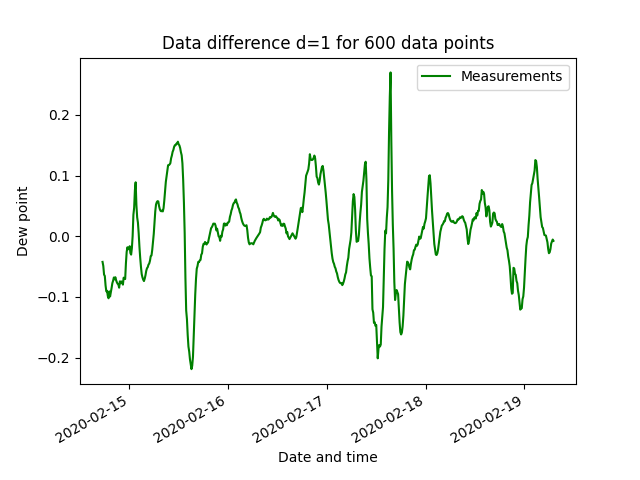 Data difference d=1 for 600 data points
Measurements
Dew point
0.2
0.1
0.0
−0.1
−0.2
2020-02-15
2020-02-16
2020-02-17
2020-02-18
2020-02-19
Date and time